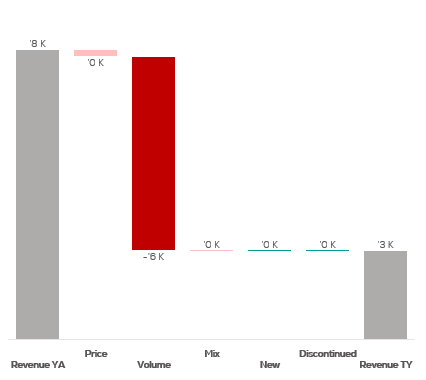 '8 K
'0 K
-'6 K
'0 K
'0 K
'0 K
'3 K
Revenue YA
Price
Volume
Mix
New
Discontinued
Revenue TY